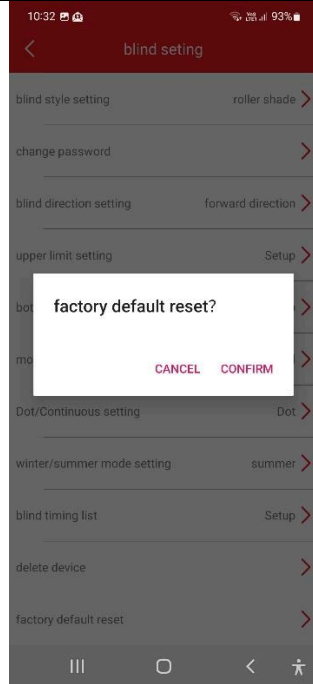 10:32 93%
blind seting
blind style setting roller shade
change password
blind direction setting forward direction
upper limit setting Setup
bot
factory default reset?
mo
CANCEL CONFIRM
Dot/Continuous setting Dot
winter/summer mode setting summer
blind timing list Setup
delete device
factory default reset